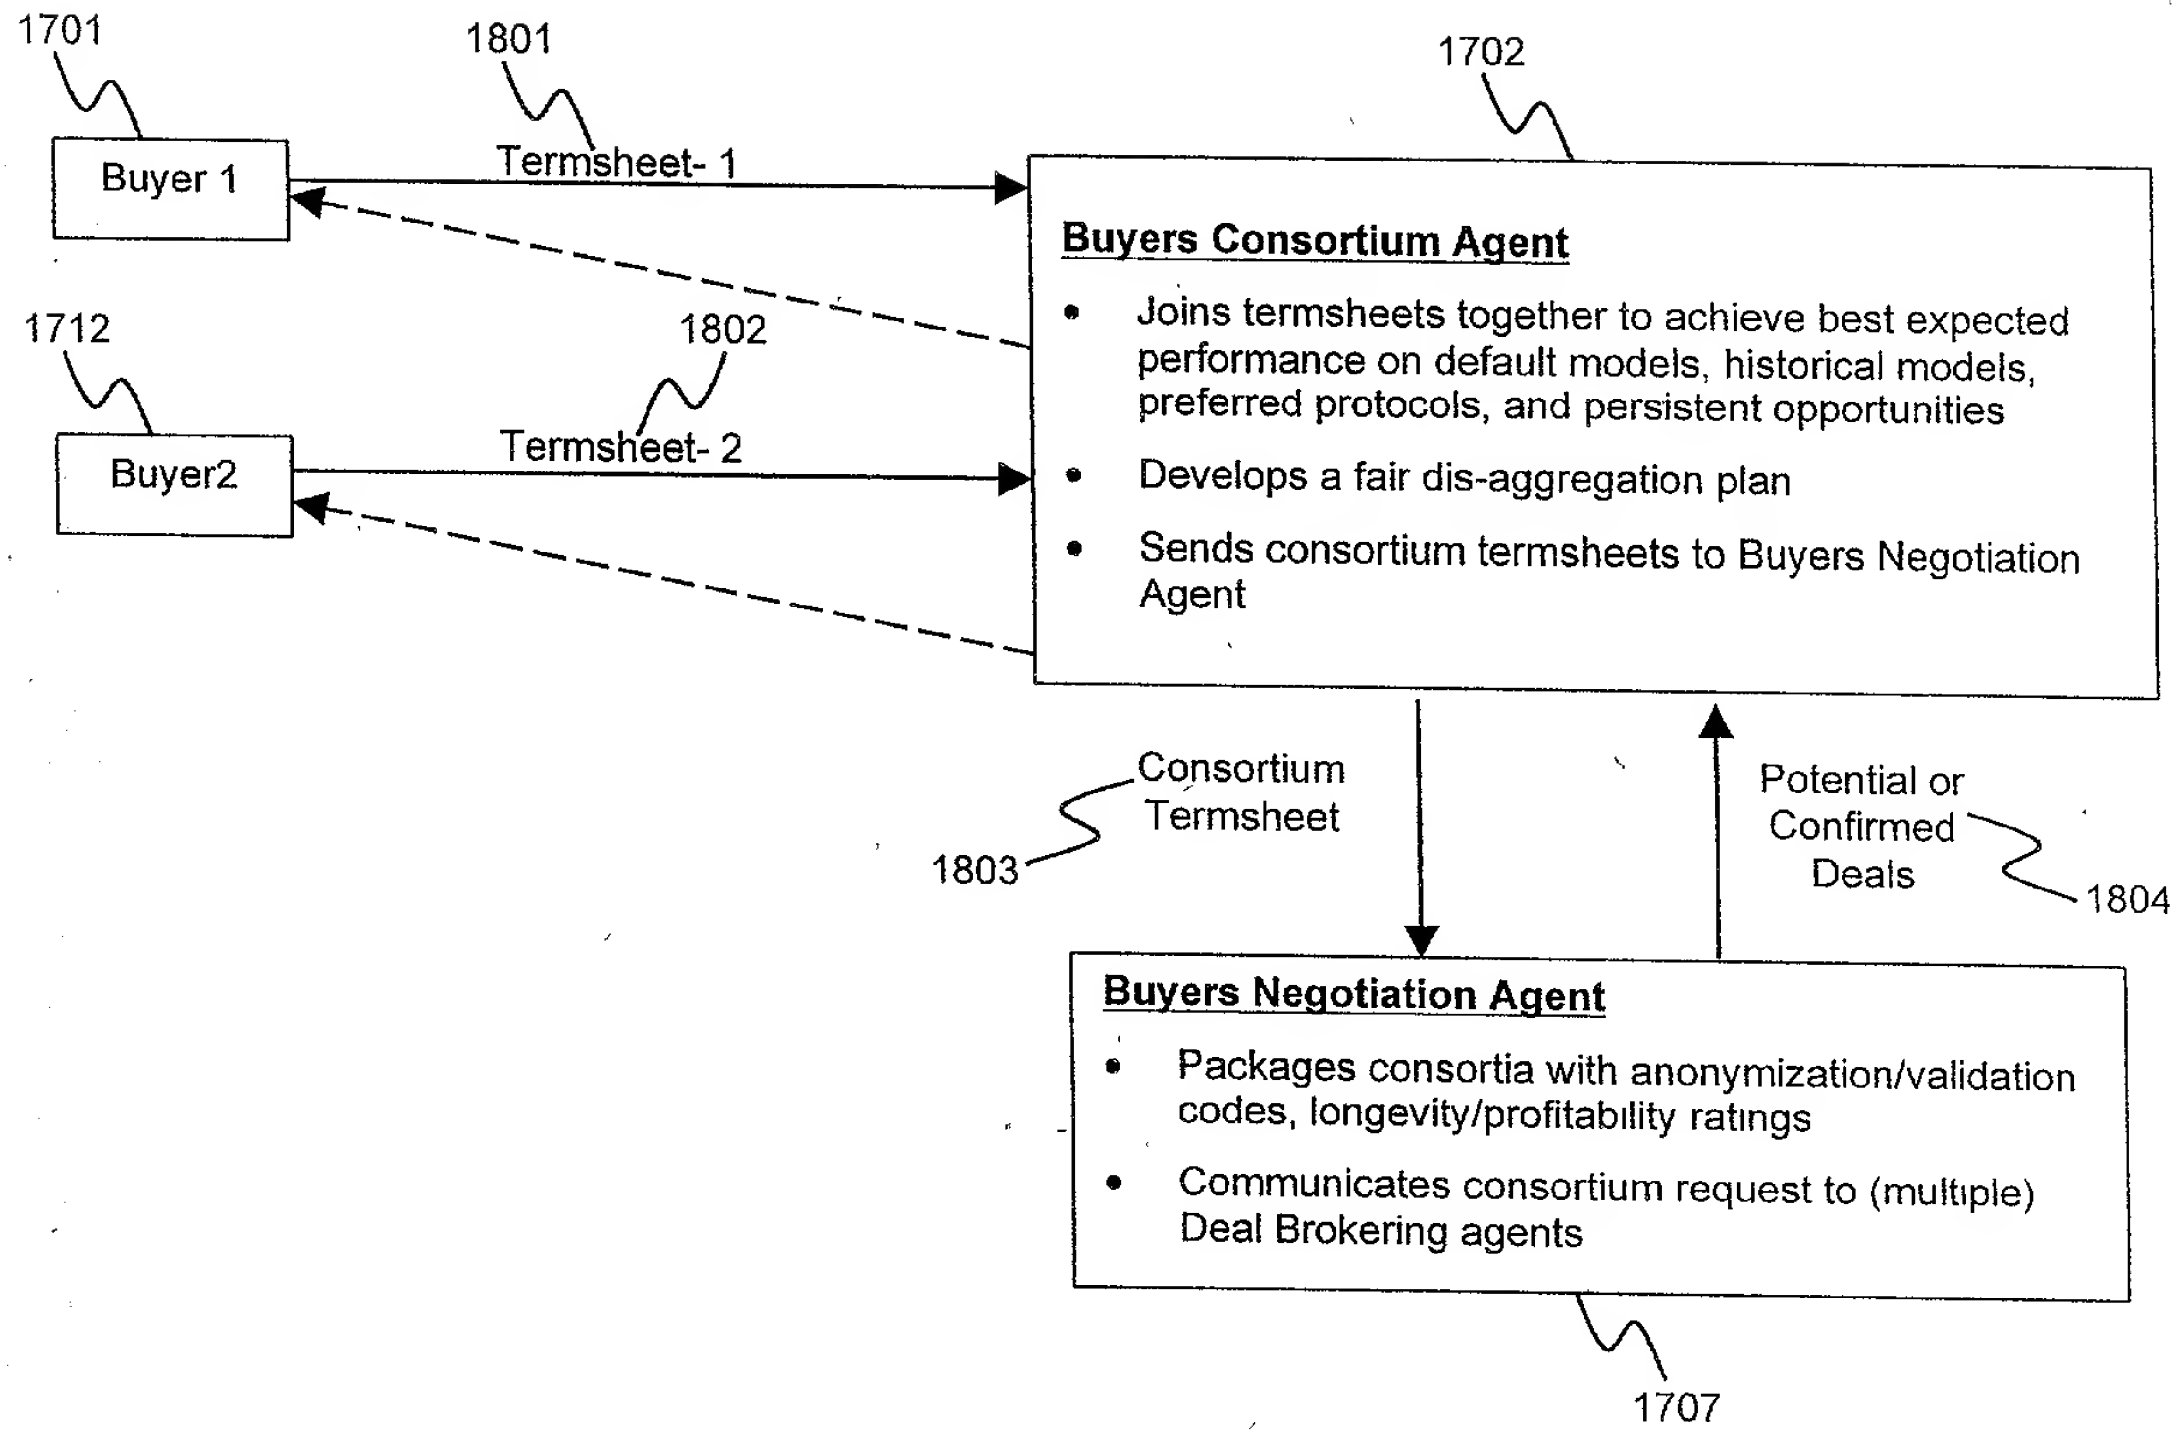 1701
1801
1702
Buyer 1
Termsheet- 1
Buyers Consortium Agent
• Joins termsheets together to achieve best expected
performance on default models, historical models,
preferred protocols, and persistent opportunities
1712
1802
Buyer2
Termsheet- 2
• Develops a fair dis-aggregation plan
• Sends consortium termsheets to Buyers Negotiation
Agent
Consortium
Termsheet
1803
Potential or
Confirmed
Deals
1804
Buyers Negotiation Agent
• Packages consortia with anonymization/validation
codes, longevity/profitability ratings
• Communicates consortium request to (multiple)
Deal Brokering agents
1707